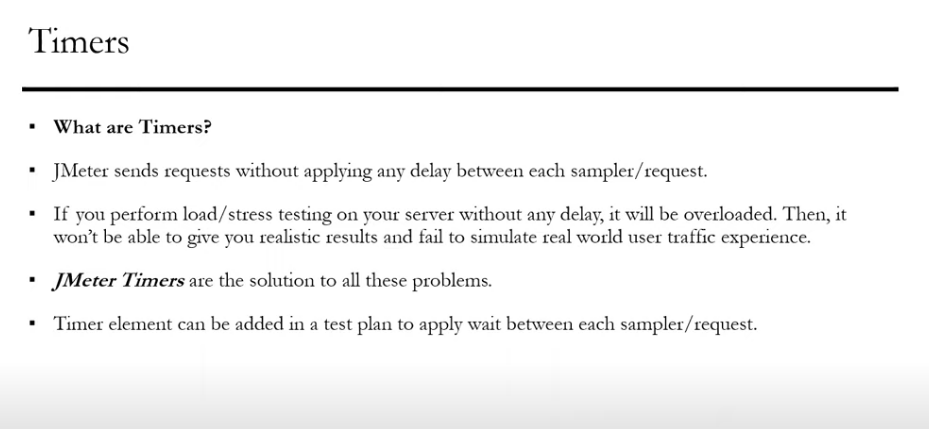 Timers
▪ What are Timers?
▪ JMeter sends requests without applying any delay between each sampler/request.
▪ If you perform load/stress testing on your server without any delay, it will be overloaded. Then, it
won't be able to give you realistic results and fail to simulate real world user traffic experience.
▪ JMeter Timers are the solution to all these problems.
▪ Timer element can be added in a test plan to apply wait between each sampler/request.